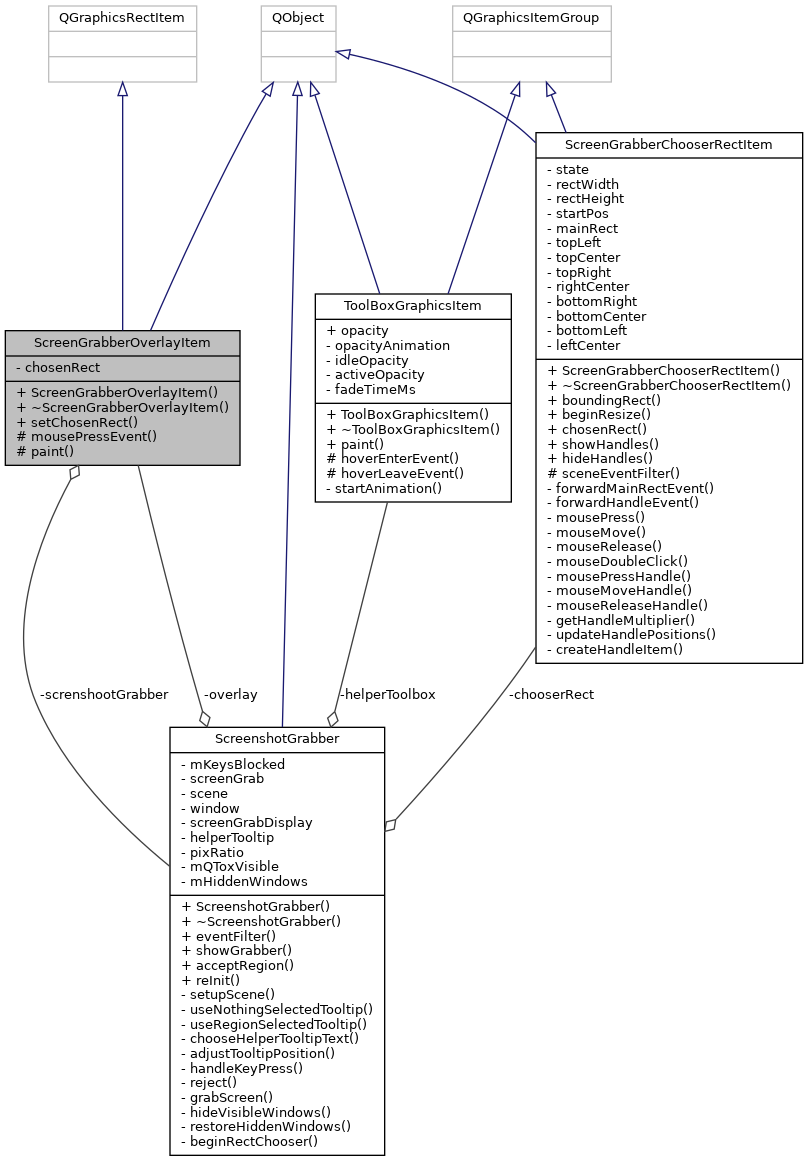 QGraphicsRectItem
QObject
QGraphicsItemGroup
ScreenGrabberChooserRectItem
- state
- rectWidth
- rectHeight
- startPos
- mainRect
- topLeft
- topCenter
- topRight
- rightCenter
- bottomRight
- bottomCenter
- bottomLeft
- leftCenter
+ ScreenGrabberChooserRectItem()
+ ~ScreenGrabberChooserRectItem()
+ boundingRect()
+ beginResize()
+ chosenRect()
+ showHandles()
+ hideHandles()
# sceneEventFilter()
- forwardMainRectEvent()
- forwardHandleEvent()
- mousePress()
- mouseMove()
- mouseRelease()
- mouseDoubleClick()
- mousePressHandle()
- mouseMoveHandle()
- mouseReleaseHandle()
- getHandleMultiplier()
- updateHandlePositions()
- createHandleItem()
ToolBoxGraphicsItem
+ opacity
- opacityAnimation
- idleOpacity
- activeOpacity
- fadeTimeMs
+ ToolBoxGraphicsItem()
+ ~ToolBoxGraphicsItem()
+ paint()
# hoverEnterEvent()
# hoverLeaveEvent()
- startAnimation()
ScreenGrabberOverlayItem
- chosenRect
+ ScreenGrabberOverlayItem()
+ ~ScreenGrabberOverlayItem()
+ setChosenRect()
# mousePressEvent()
# paint()
-screnshootGrabber
-overlay
-helperToolbox
-chooserRect
ScreenshotGrabber
- mKeysBlocked
- screenGrab
- scene
- window
- screenGrabDisplay
- helperTooltip
- pixRatio
- mQToxVisible
- mHiddenWindows
+ ScreenshotGrabber()
+ ~ScreenshotGrabber()
+ eventFilter()
+ showGrabber()
+ acceptRegion()
+ reInit()
- setupScene()
- useNothingSelectedTooltip()
- useRegionSelectedTooltip()
- chooseHelperTooltipText()
- adjustTooltipPosition()
- handleKeyPress()
- reject()
- grabScreen()
- hideVisibleWindows()
- restoreHiddenWindows()
- beginRectChooser()